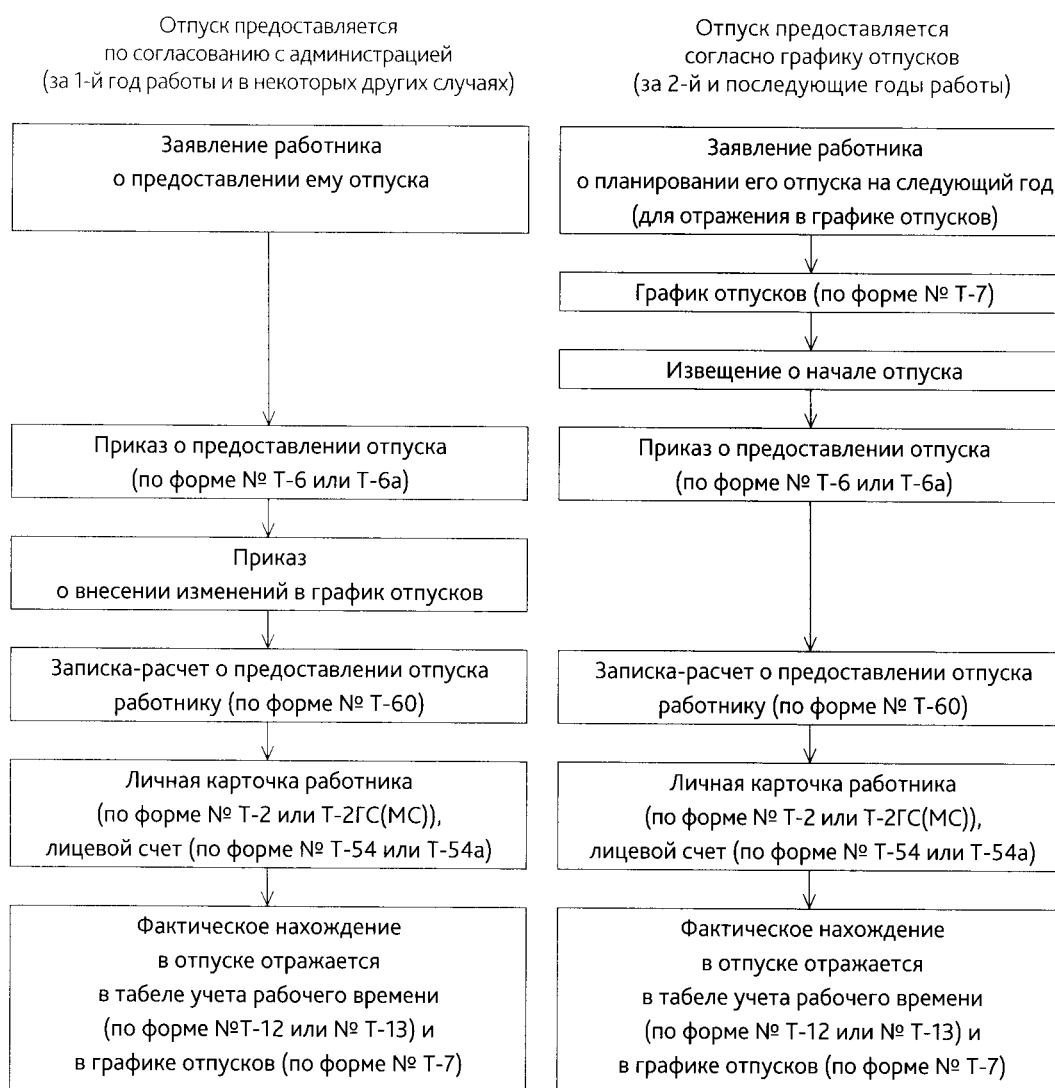 Отпуск предоставляется
по согласованию с администрацией
(за 1-й год работы и в некоторых других случаях)
Заявление работника
о предоставлении ему отпуска
Приказ о предоставлении отпуска
(по форме № Т-6 или Т-6а)
Приказ
о внесении изменений в график отпусков
Записка-расчет о предоставлении отпуска
работнику (по форме № Т-60)
Личная карточка работника
(по форме № Т-2 или Т-2ГС(МС)),
лицевой счет (по форме № Т-54 или Т-54а)
Фактическое нахождение
в отпуске отражается
в табеле учета рабочего времени
(по форме №Т-12 или № Т-13) и
в графике отпусков (по форме № Т-7)
Отпуск предоставляется
согласно графику отпусков
(за 2-й и последующие годы работы)
Заявление работника
о планировании его отпуска на следующий год
(для отражения в графике отпусков)
График отпусков (по форме № Т-7)
Извещение о начале отпуска
Приказ о предоставлении отпуска
(по форме № Т-6 или Т-6а)
Записка-расчет о предоставлении отпуска
работнику (по форме № Т-60)
Личная карточка работника
(по форме № Т-2 или Т-2ГС(МС)),
лицевой счет (по форме № Т-54 или Т-54а)
Фактическое нахождение
в отпуске отражается
в табеле учета рабочего времени
(по форме № Т-12 или № Т-13) и
в графике отпусков (по форме № Т-7)